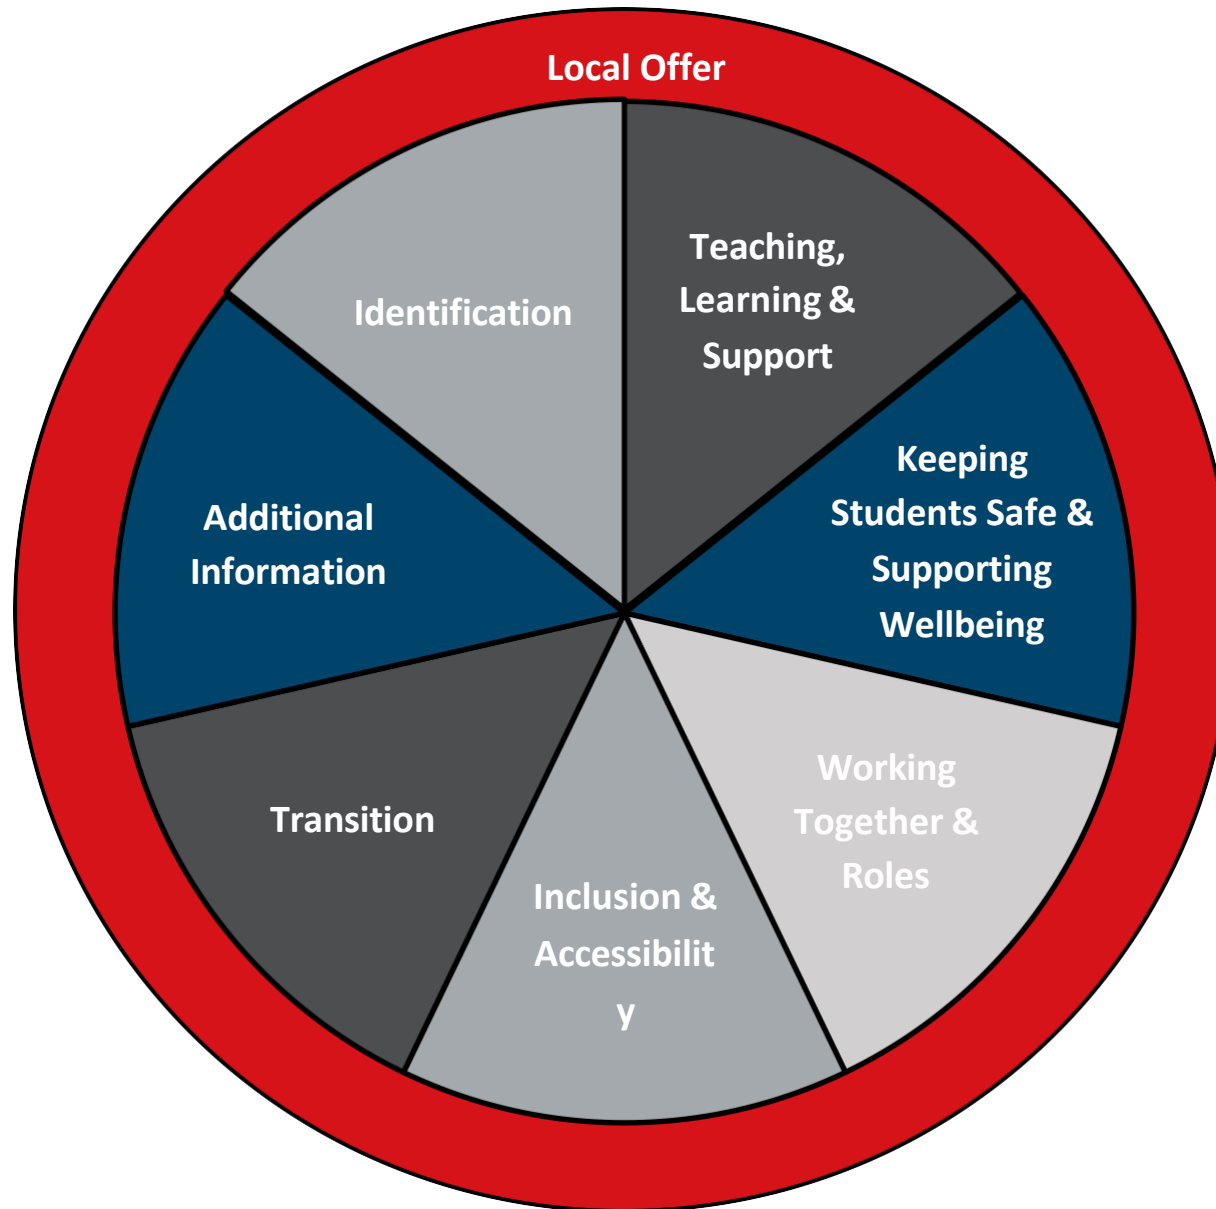 Local Offer
Identification
Teaching,
Learning &
Support
Keeping
Students Safe &
Supporting
Wellbeing
Additional
Information
Working
Together &
Roles
Transition
Inclusion &
Accessibilit
y